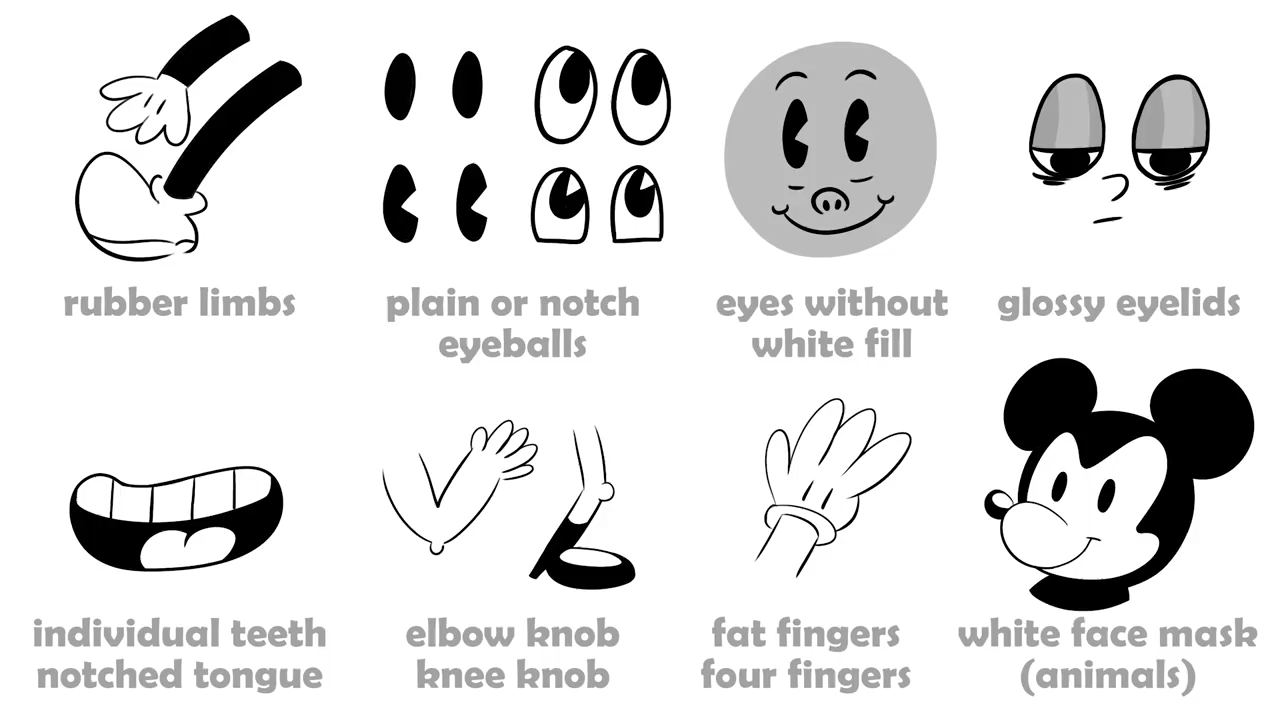 rubber limbs
plain or notch
eyeballs
eyes without
white fill
glossy eyelids
individual teeth
notched tongue
elbow knob
knee knob
fat fingers
four fingers
white face mask
(animals)